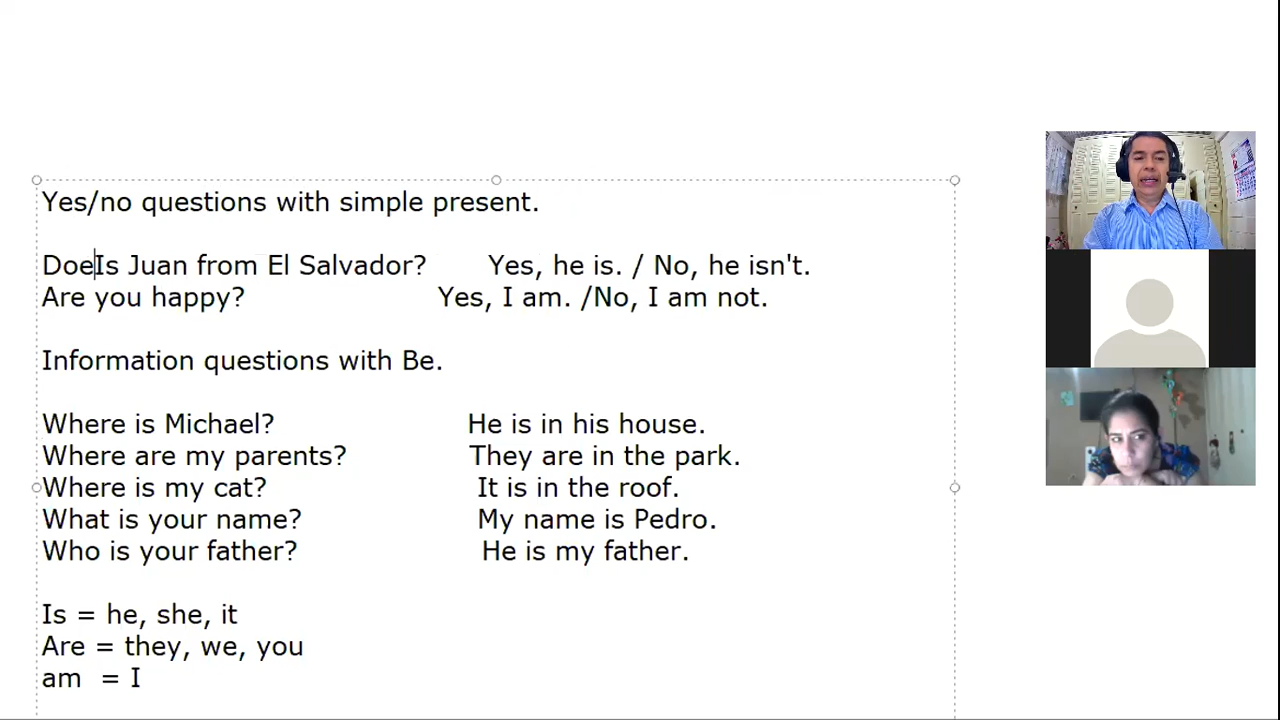 Yes/no questions with simple present.
DoeIs Juan from El Salvador? Yes, he is. / No, he isn't.
Are you happy? Yes, I am. /No, I am not.
Information questions with Be.
Where is Michael? He is in his house.
Where are my parents? They are in the park.
Where is my cat? It is in the roof.
What is your name? My name is Pedro.
Who is your father? He is my father.
Is = he, she, it
Are = they, we, you
am = I